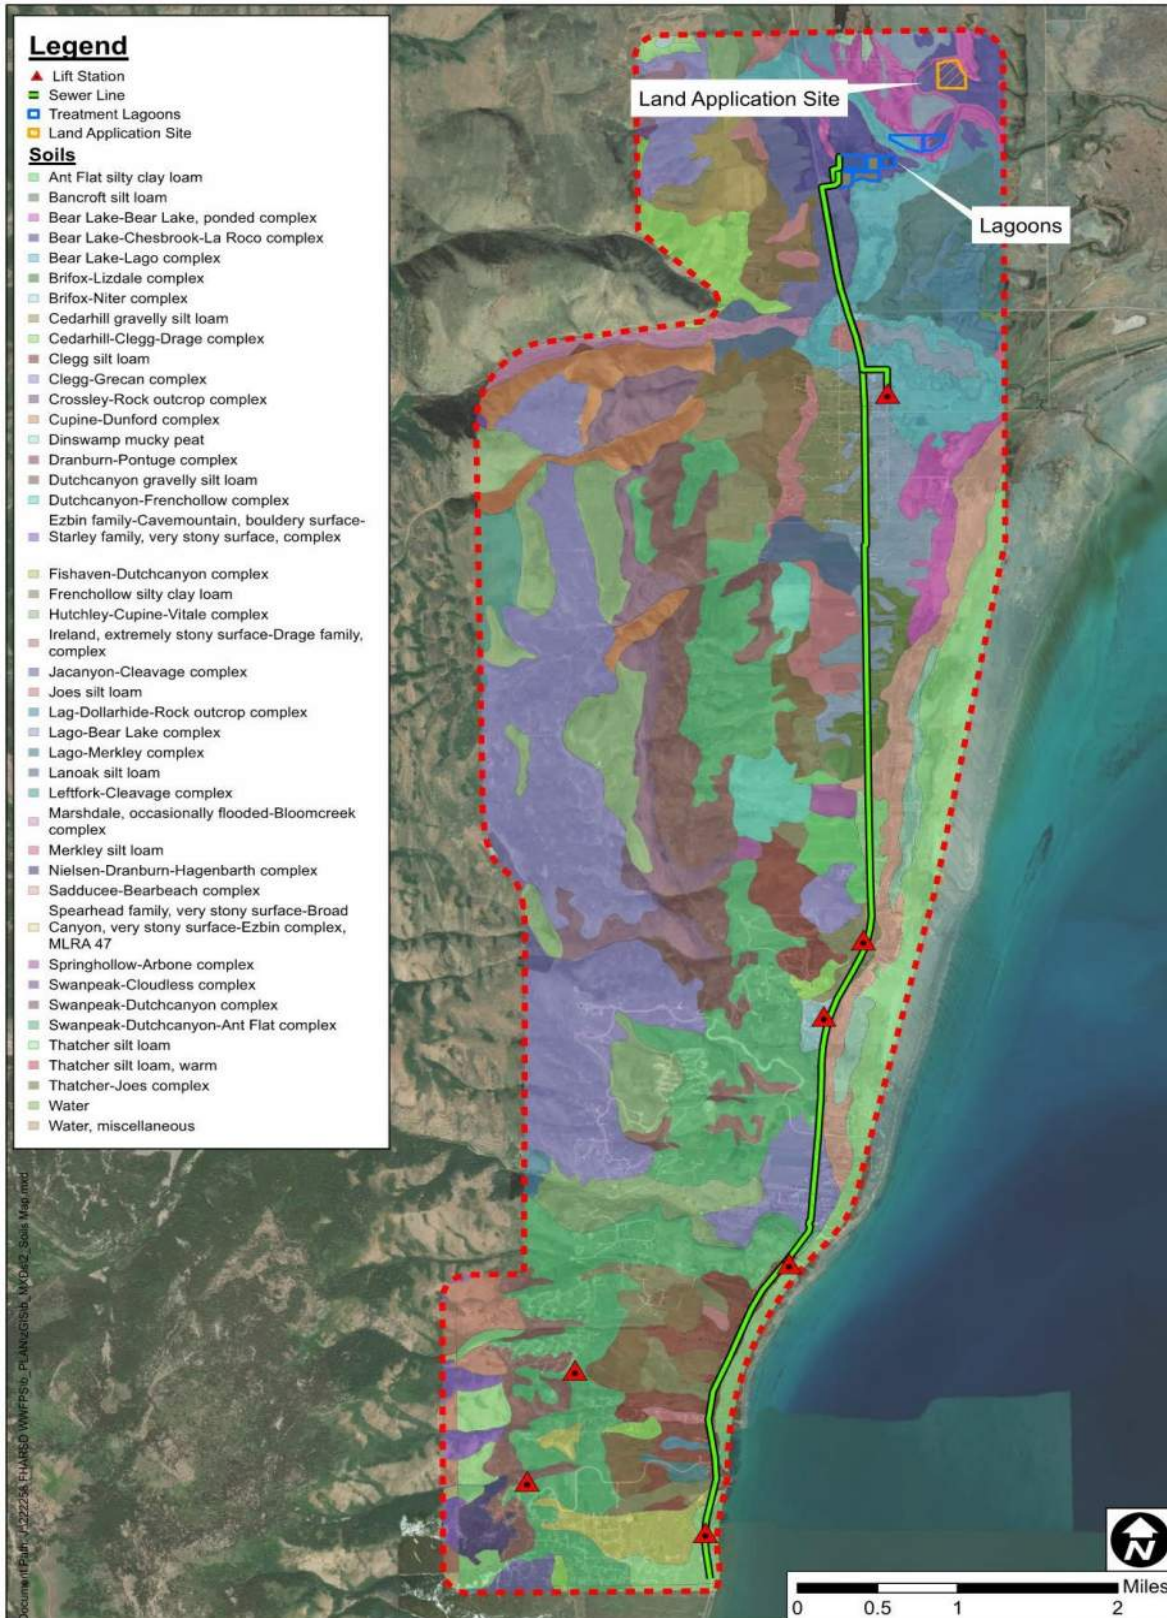 Legend
Lift Station
Sewer Line
Treatment Lagoons
Land Application Site
Soils
Ant Flat silty clay loam
Bancroft silt loam
Bear Lake-Bear Lake, ponded complex
Bear Lake-Chesbrook-La Roco complex
Bear Lake-Lago complex
Brifox-Lizdale complex
Brifox-Niter complex
Cedarhill gravelly silt loam
Cedarhill-Clegg-Drage complex
Clegg silt loam
Clegg-Grecan complex
Crossley-Rock outcrop complex
Cupine-Dunford complex
Dinswamp mucky peat
Dranburn-Pontuge complex
Dutchcanyon gravelly silt loam
Dutchcanyon-Frenchollow complex
Ezbin family-Cavemountain, bouldery surface-
Starley family, very stony surface, complex
Fishaven-Dutchcanyon complex
Frenchollow silty clay loam
Hutchley-Cupine-Vitale complex
Ireland, extremely stony surface-Drage family,
complex
Jacanyon-Cleavage complex
Joes silt loam
Lag-Dollarhide-Rock outcrop complex
Lago-Bear Lake complex
Lago-Merkley complex
Lanoak silt loam
Leftfork-Cleavage complex
Marshdale, occasionally flooded-Bloomcreek
complex
Merkley silt loam
Nielsen-Dranburn-Hagenbarth complex
Sadducee-Bearbeach complex
Spearhead family, very stony surface-Broad
Canyon, very stony surface-Ezbin complex,
MLRA 47
Springhollow-Arbone complex
Swanpeak-Cloudless complex
Swanpeak-Dutchcanyon complex
Swanpeak-Dutchcanyon-Ant Flat complex
Thatcher silt loam
Thatcher silt loam, warm
Thatcher-Joes complex
Water
Water, miscellaneous
Land Application Site
Lagoons
Document Path:
N
Miles
0 0.5 1 2